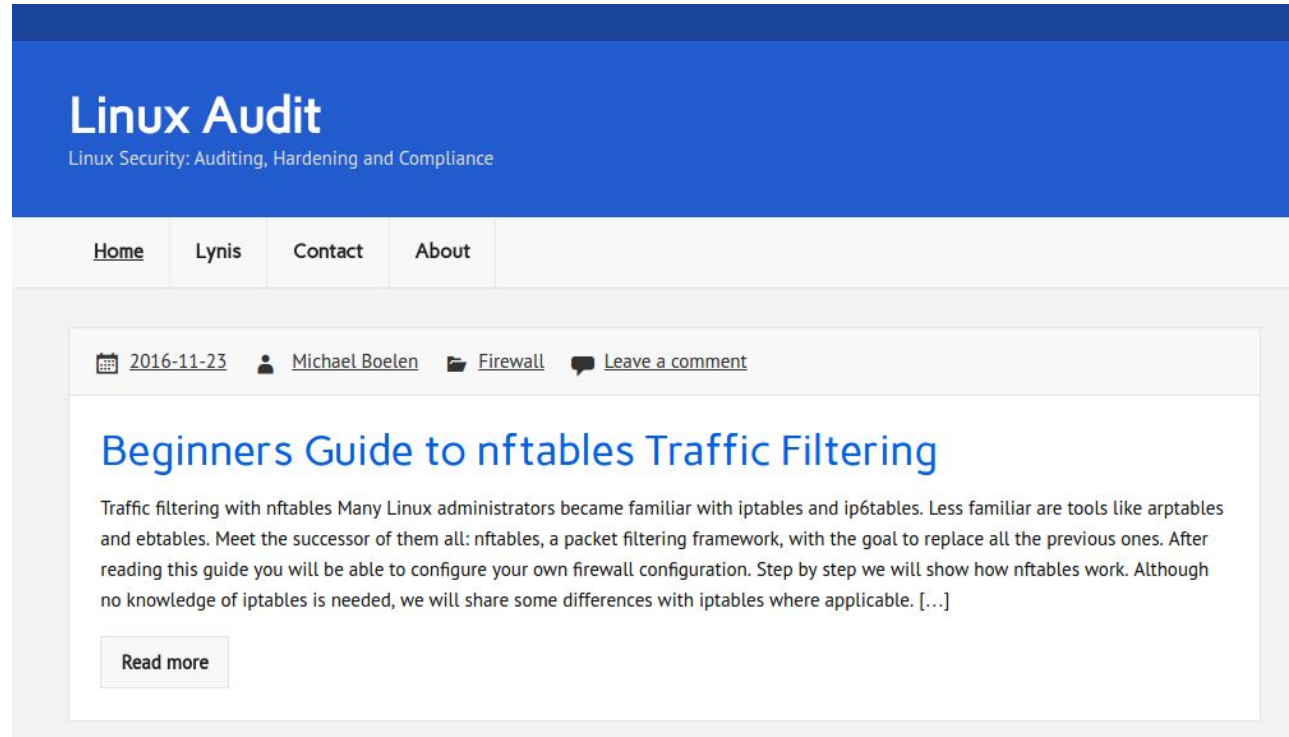 Linux Audit
Linux Security: Auditing, Hardening and Compliance
Home Lynis Contact About
2016-11-23 Michael Boelen Firewall Leave a comment
Beginners Guide to nftables Traffic Filtering
Traffic filtering with nftables Many Linux administrators became familiar with iptables and ip6tables. Less familiar are tools like arptables
and ebtables. Meet the successor of them all: nftables, a packet filtering framework, with the goal to replace all the previous ones. After
reading this guide you will be able to configure your own firewall configuration. Step by step we will show how nftables work. Although
no knowledge of iptables is needed, we will share some differences with iptables where applicable. […]
Read more